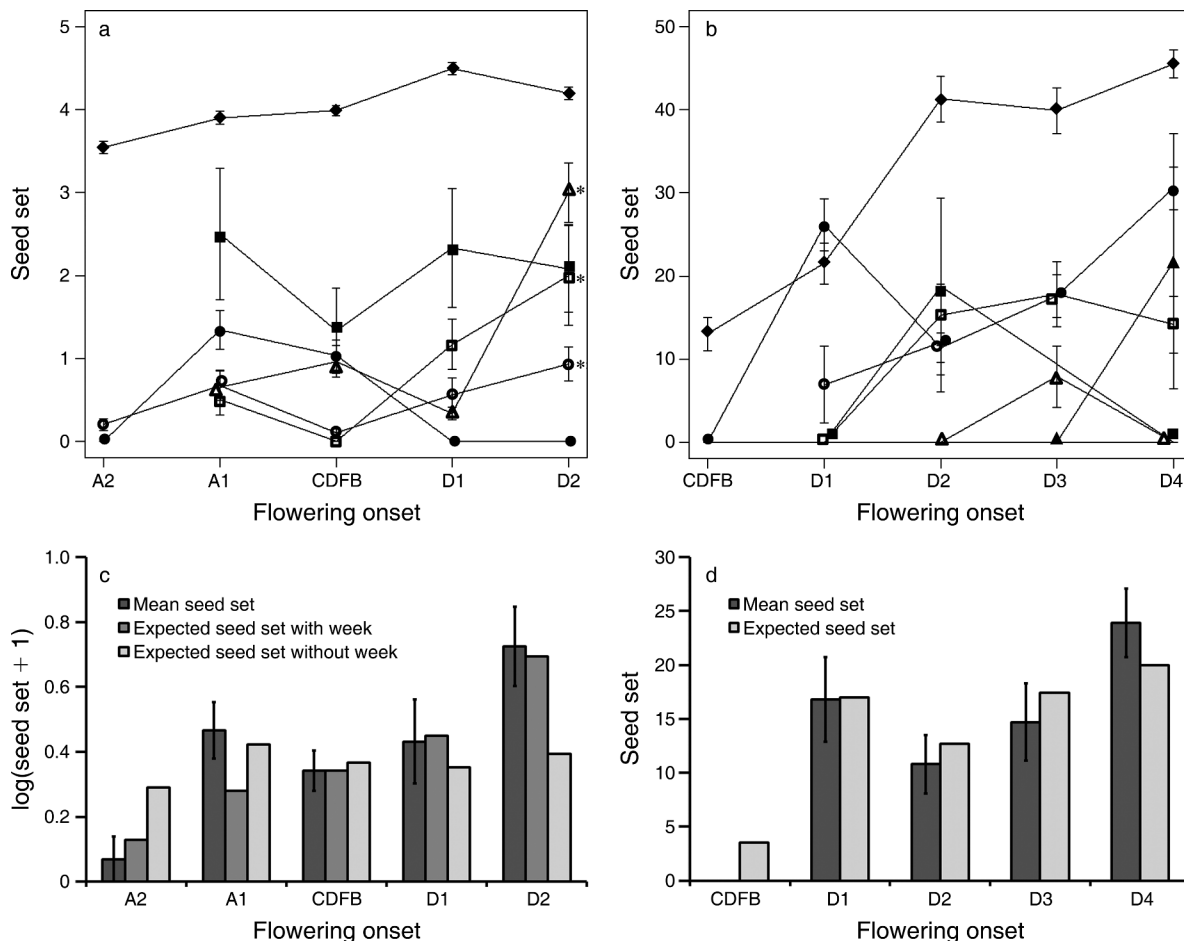 a
5
4
3
2
1
0
Seed set
A2 A1 CDFB D1 D2
Flowering onset
*
*
*
b
50
40
30
20
10
0
Seed set
CDFB D1 D2 D3 D4
Flowering onset
c
1.0
0.8
0.6
0.4
0.2
0
log(seed set + 1)
Mean seed set
Expected seed set with week
Expected seed set without week
A2 A1 CDFB D1 D2
Flowering onset
d
30
25
20
15
10
5
0
Seed set
Mean seed set
Expected seed set
CDFB D1 D2 D3 D4
Flowering onset